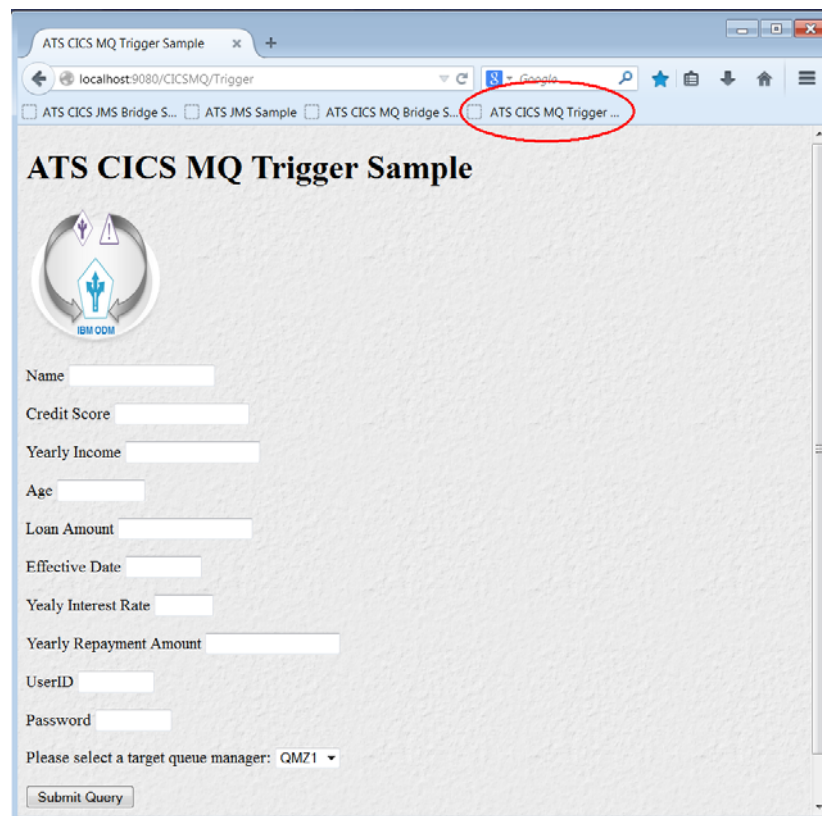 ATS CICS MQ Trigger Sample × +
localhost:9080/CICSMQ/Trigger 8 Google
ATS CICS JMS Bridge S... ATS JMS Sample ATS CICS MQ Bridge S... ATS CICS MQ Trigger ...
ATS CICS MQ Trigger Sample
IBM ODM
Name
Credit Score
Yearly Income
Age
Loan Amount
Effective Date
Yealy Interest Rate
Yearly Repayment Amount
UserID
Password
Please select a target queue manager: QMZ1
Submit Query